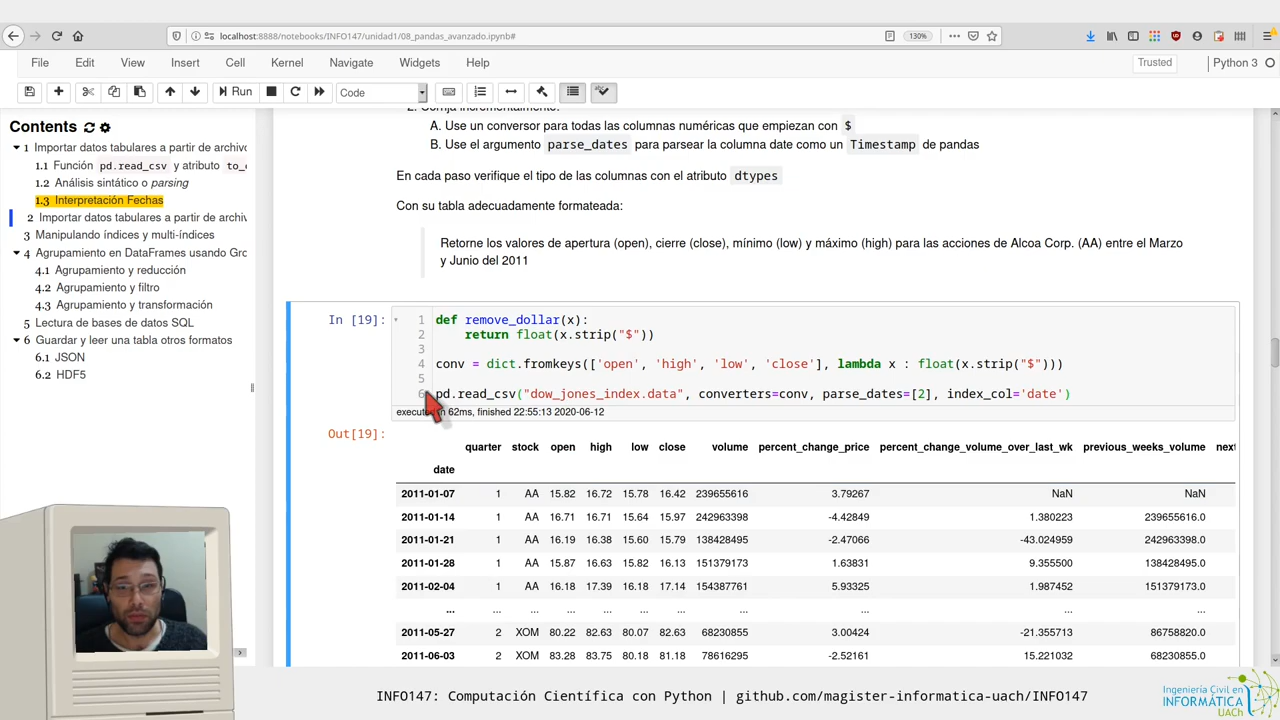 localhost:8888/notebooks/INFO147/unidad1/08_pandas_avanzado.ipynb#
130%
File Edit View Insert Cell Kernel Navigate Widgets Help
Trusted
Python 3
Run
Code
Contents
1 Importar datos tabulares a partir de archivo
1.1 Función pd.read_csv y atributo to_
1.2 Análisis sintático o parsing
1.3 Interpretación Fechas
2 Importar datos tabulares a partir de archiv
3 Manipulando índices y multi-índices
4 Agrupamiento en DataFrames usando Gro
4.1 Agrupamiento y reducción
4.2 Agrupamiento y filtro
4.3 Agrupamiento y transformación
5 Lectura de bases de datos SQL
6 Guardar y leer una tabla otros formatos
6.1 JSON
6.2 HDF5
2. Corrija incrementalmente:
A. Use un conversor para todas las columnas numéricas que empiezan con $
B. Use el argumento parse_dates para parsear la columna date como un Timestamp de pandas
En cada paso verifique el tipo de las columnas con el atributo dtypes
Con su tabla adecuadamente formateada:
Retorne los valores de apertura (open), cierre (close), mínimo (low) y máximo (high) para las acciones de Alcoa Corp. (AA) entre el Marzo
y Junio del 2011
In [19]:
1 def remove_dollar(x):
2 return float(x.strip("$"))
3
4 conv = dict.fromkeys(['open', 'high', 'low', 'close'], lambda x : float(x.strip("$")))
5
6 pd.read_csv("dow_jones_index.data", converters=conv, parse_dates=[2], index_col='date')
in 62ms, finished 22:55:13 2020-06-12
Out[19]:
quarter stock open high low close volume percent_change_price percent_change_volume_over_last_wk previous_weeks_volume next
date
2011-01-07 1 AA 15.82 16.72 15.78 16.42 239655616 3.79267 NaN NaN
2011-01-14 1 AA 16.71 16.71 15.64 15.97 242963398 -4.42849 1.380223 239655616.0
2011-01-21 1 AA 16.19 16.38 15.60 15.79 138428495 -2.47066 -43.024959 242963398.0
2011-01-28 1 AA 15.87 16.63 15.82 16.13 151379173 1.63831 9.355500 138428495.0
2011-02-04 1 AA 16.18 17.39 16.18 17.14 154387761 5.93325 1.987452 151379173.0
... ... ... ... ... ... ... ... ... ... ...
2011-05-27 2 XOM 80.22 82.63 80.07 82.63 68230855 3.00424 -21.355713 86758820.0
2011-06-03 2 XOM 83.28 83.75 80.18 81.18 78616295 -2.52161 15.221032 68230855.0
INFO147: Computación Científica con Python | github.com/magister-informatica-uach/INFO147
Ingeniería Civil en
INFORMÁTICA
UACh